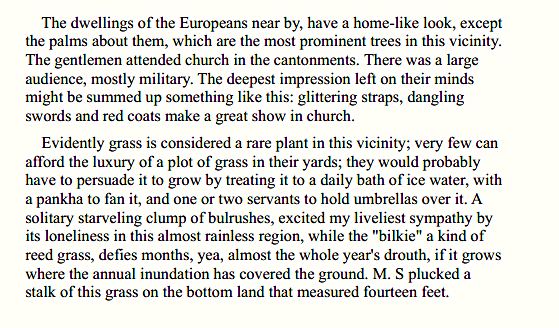 The dwellings of the Europeans near by, have a home-like look, except
the palms about them, which are the most prominent trees in this vicinity.
The gentlemen attended church in the cantonments. There was a large
audience, mostly military. The deepest impression left on their minds
might be summed up something like this: glittering straps, dangling
swords and red coats make a great show in church.
Evidently grass is considered a rare plant in this vicinity; very few can
afford the luxury of a plot of grass in their yards; they would probably
have to persuade it to grow by treating it to a daily bath of ice water, with
a pankha to fan it, and one or two servants to hold umbrellas over it. A
solitary starveling clump of bulrushes, excited my liveliest sympathy by
its loneliness in this almost rainless region, while the "bilkie" a kind of
reed grass, defies months, yea, almost the whole year's drouth, if it grows
where the annual inundation has covered the ground. M. S plucked a
stalk of this grass on the bottom land that measured fourteen feet.